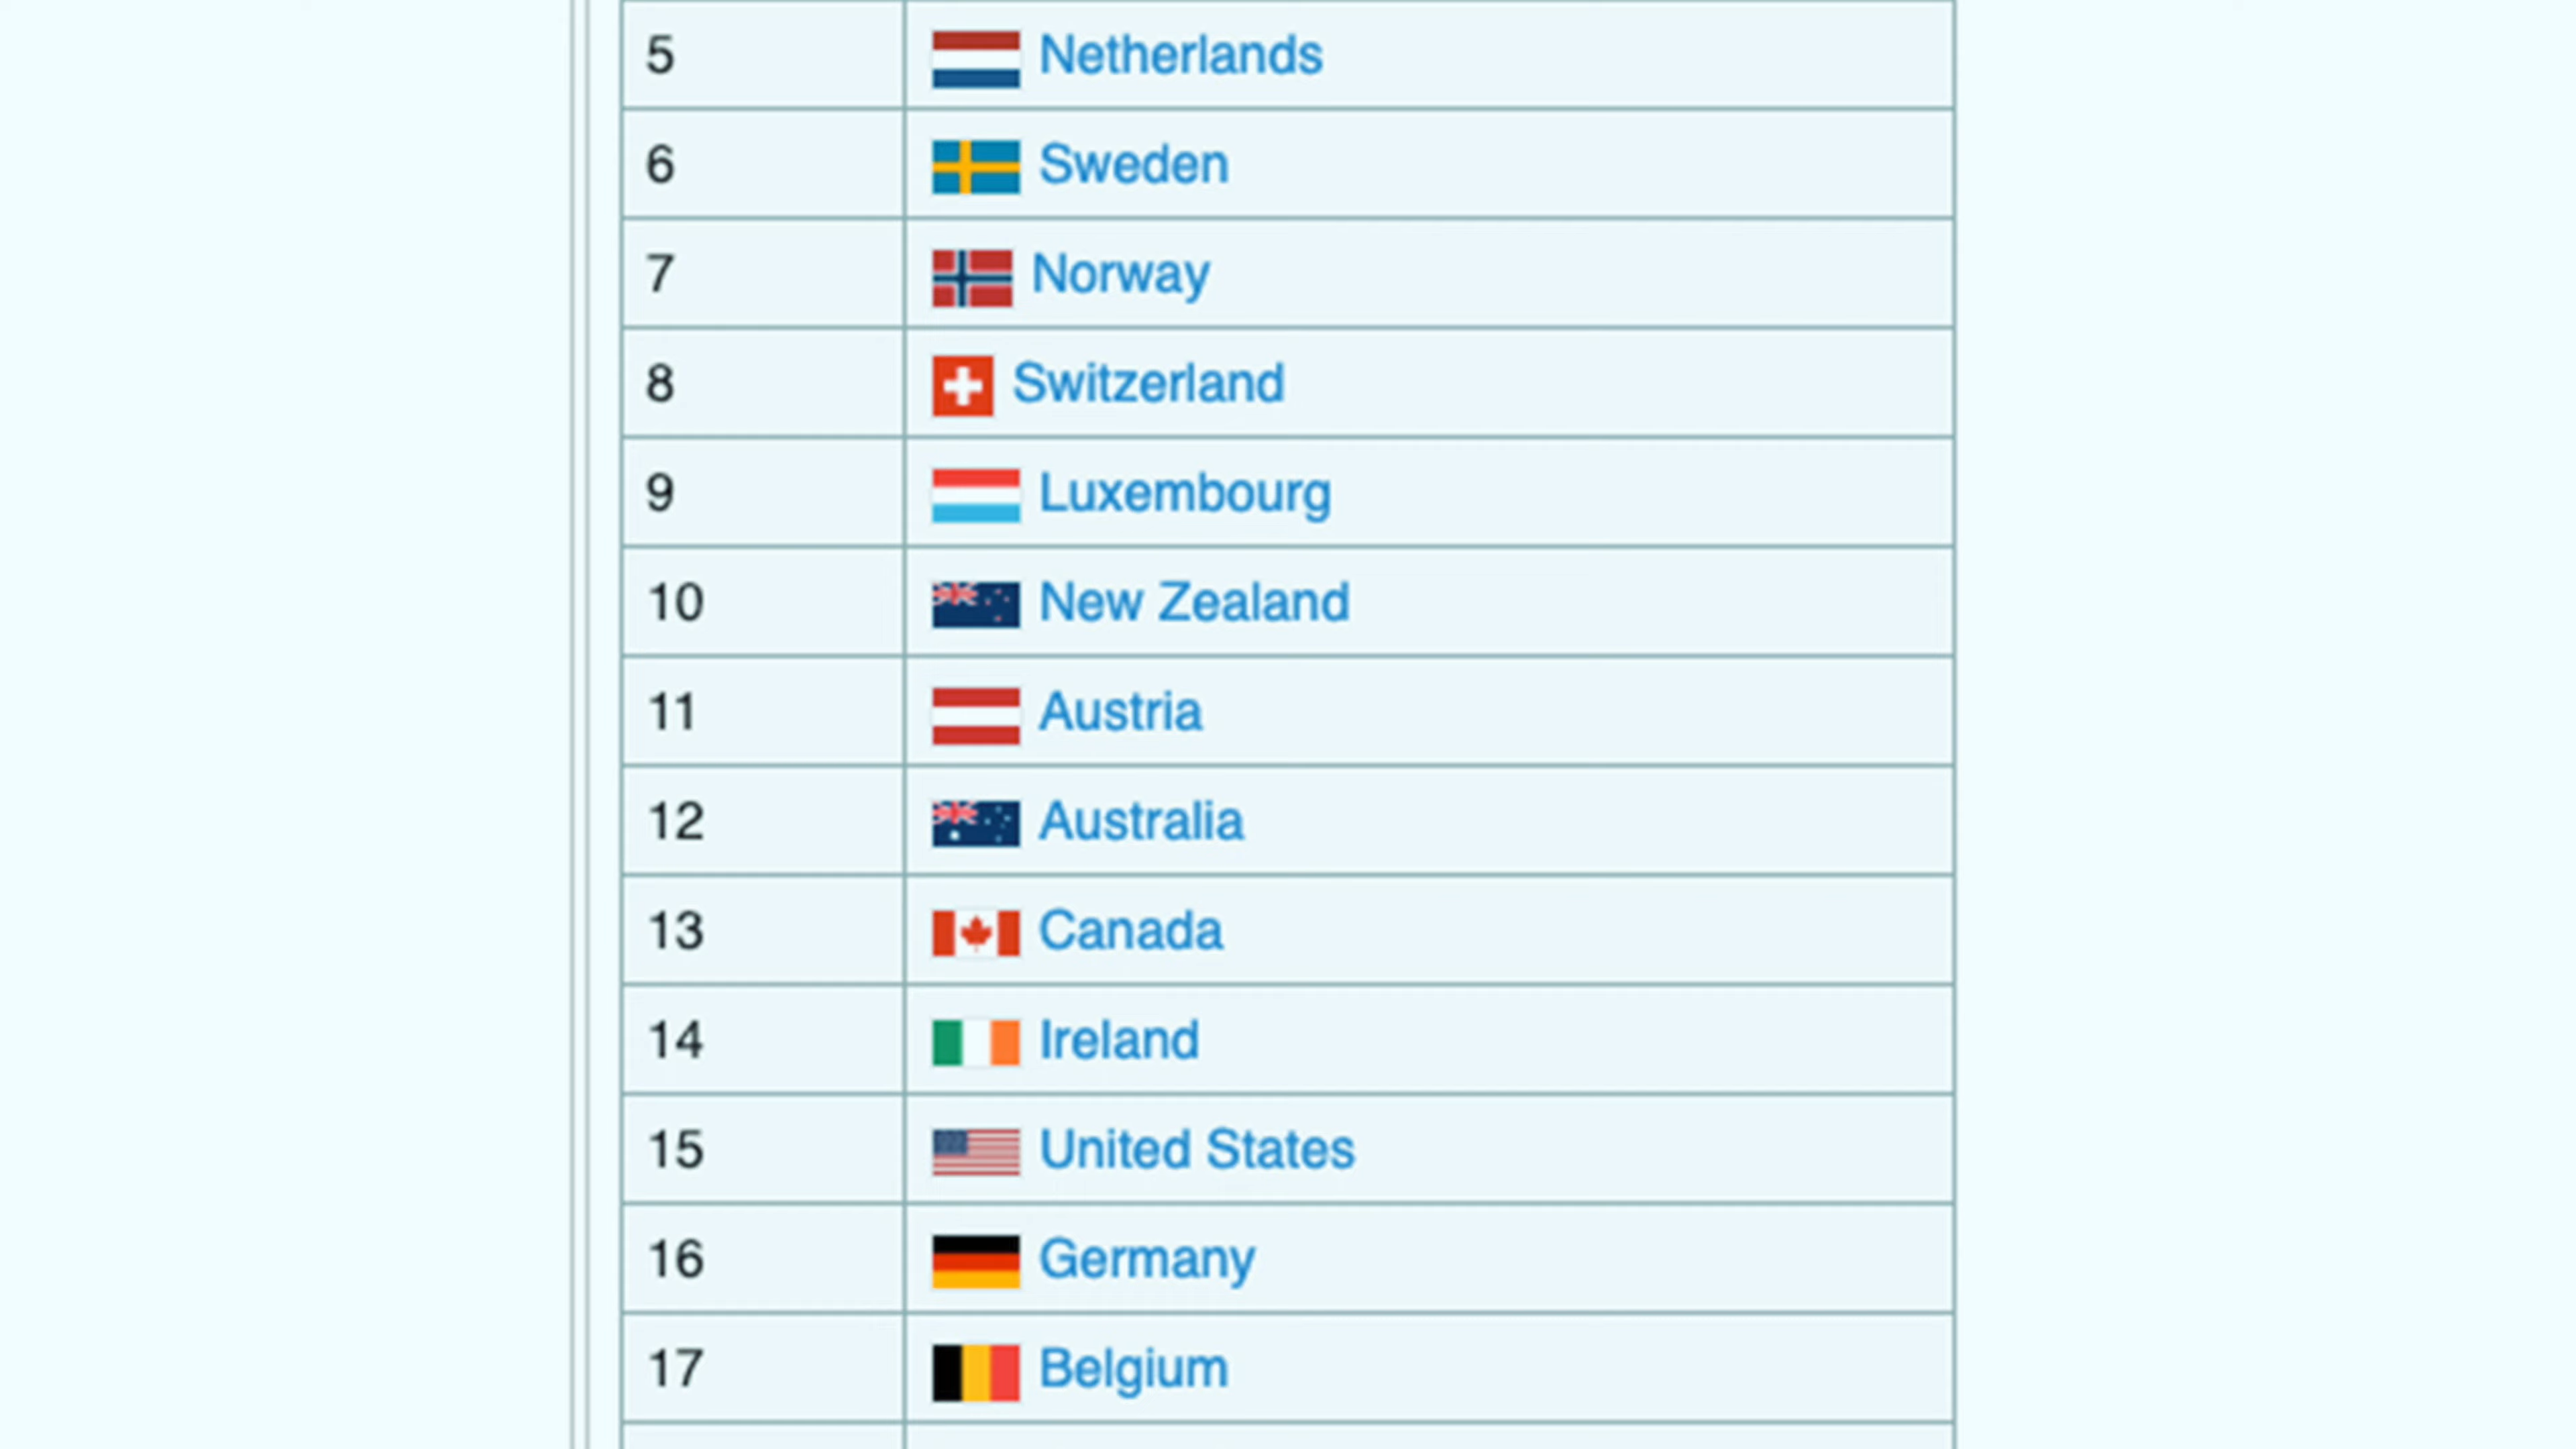 5 Netherlands
6 Sweden
7 Norway
8 Switzerland
9 Luxembourg
10 New Zealand
11 Austria
12 Australia
13 Canada
14 Ireland
15 United States
16 Germany
17 Belgium